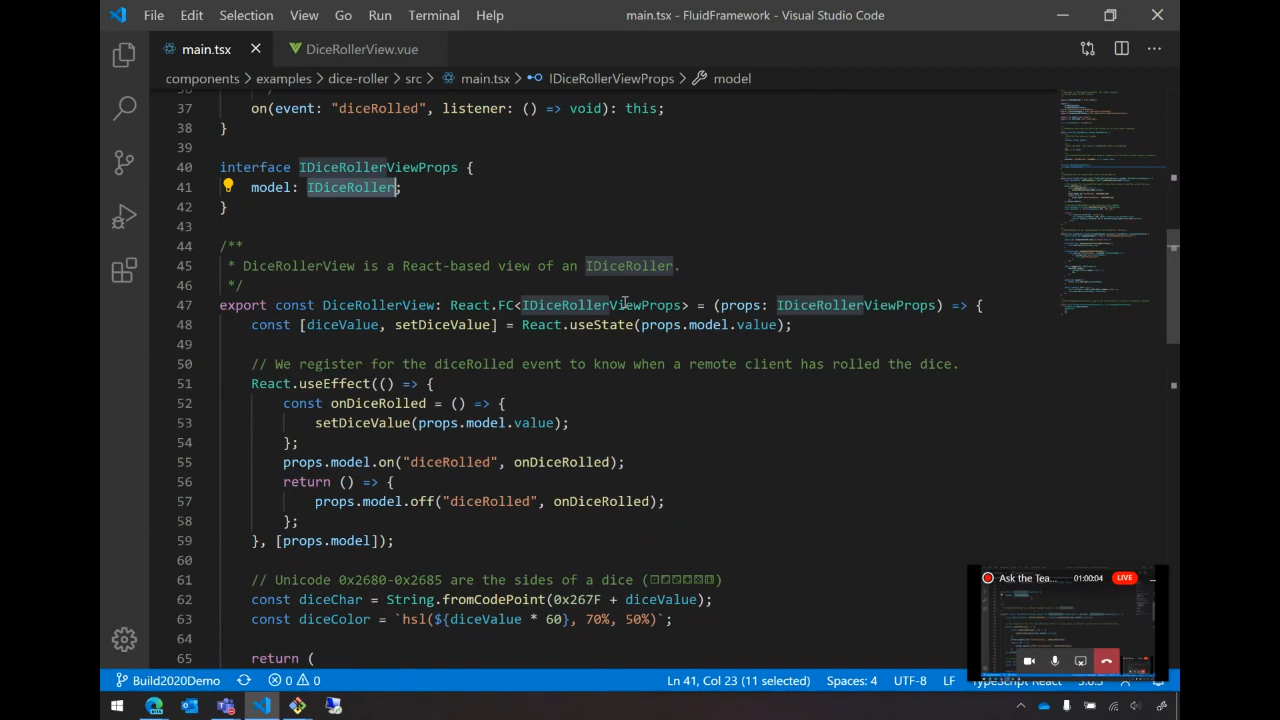 File Edit Selection View Go Run Terminal Help main.tsx - FluidFramework - Visual Studio Code
main.tsx DiceRollerView.vue
components > examples > dice-roller > src > main.tsx > IDiceRollerViewProps > model
37 on(event: "diceRolled", listener: () => void): this;
38 }
39
40 interface IDiceRollerViewProps {
41 model: IDiceRoller
42 }
43
44 /**
45 * DiceRollerView is a React-based view of an IDiceRoller.
46 */
47 export const DiceRollerView: React.FC<IDiceRollerViewProps> = (props: IDiceRollerViewProps) => {
48 const [diceValue, setDiceValue] = React.useState(props.model.value);
49
50 // We register for the diceRolled event to know when a remote client has rolled the dice.
51 React.useEffect(() => {
52 const onDiceRolled = () => {
53 setDiceValue(props.model.value);
54 };
55 props.model.on("diceRolled", onDiceRolled);
56 return () => {
57 props.model.off("diceRolled", onDiceRolled);
58 };
59 }, [props.model]);
60
61 // Unicode 0x2680-0x2685 are the sides of a dice (⚀⚁⚂⚃⚄⚅)
62 const diceChar = String.fromCodePoint(0x267F + diceValue);
63 const diceColor = `hsl(${diceValue * 60}, 70%, 50%)`;
64
65 return (
Ask the Tea... 01:00:04 LIVE
Build2020Demo 0 0 Ln 41, Col 23 (11 selected) Spaces: 4 UTF-8 LF TypeScript React